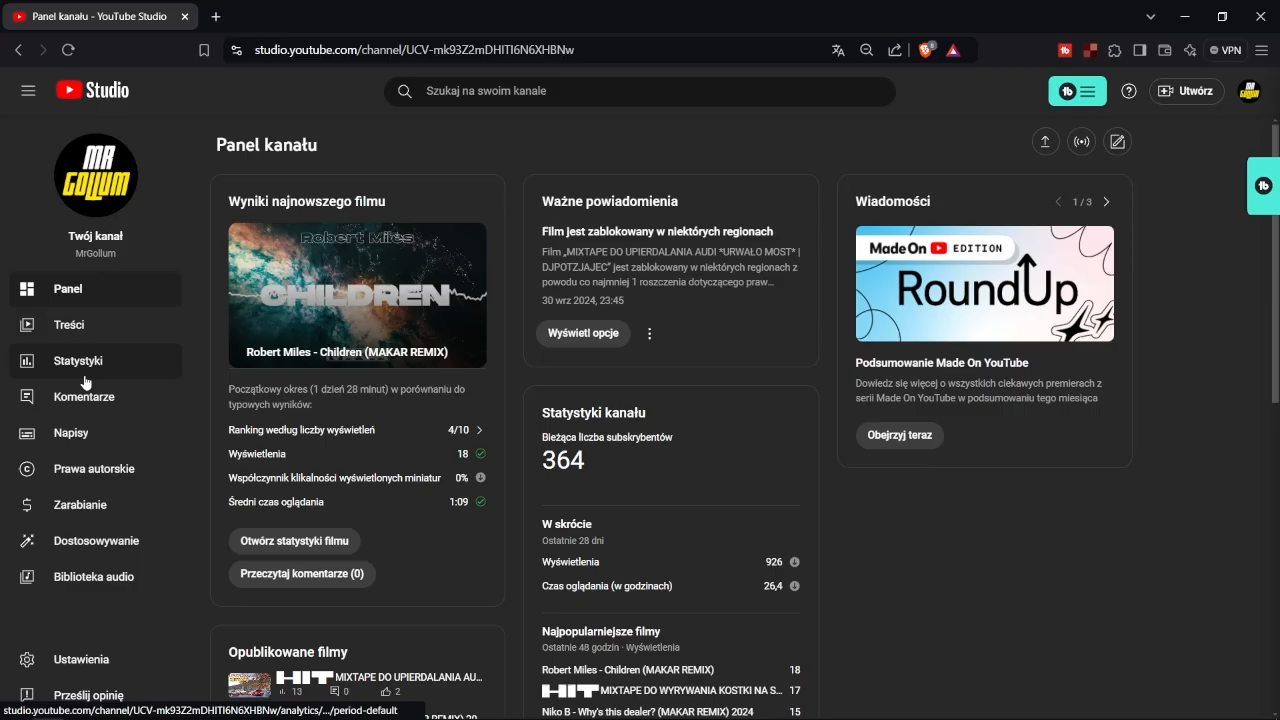 Panel kanału - YouTube Studio
studio.youtube.com/channel/UCV-mk93Z2mDHITI6N6XHBNw
VPN
Studio
Szukaj na swoim kanale
Utwórz
MR
GOLLUM
Twój kanał
MrGollum
Panel
Treści
Statystyki
Komentarze
Napisy
Prawa autorskie
Zarabianie
Dostosowywanie
Biblioteka audio
Ustawienia
Prześlij opinię
Panel kanału
Wyniki najnowszego filmu
Robert Miles
CHILDREN
Robert Miles - Children (MAKAR REMIX)
Początkowy okres (1 dzień 28 minut) w porównaniu do
typowych wyników:
Ranking według liczby wyświetleń 4/10
Wyświetlenia 18
Współczynnik klikalności wyświetlonych miniatur 0%
Średni czas oglądania 1:09
Otwórz statystyki filmu
Przeczytaj komentarze (0)
Opublikowane filmy
HIT MIXTAPE DO UPIERDALANIA AU...
13 0 2
Ważne powiadomienia
Film jest zablokowany w niektórych regionach
Film „MIXTAPE DO UPIERDALANIA AUDI *URWAŁO MOST* |
DJPOTZJAJEC” jest zablokowany w niektórych regionach z
powodu co najmniej 1 roszczenia dotyczącego praw...
30 wrz 2024, 23:45
Wyświetl opcje
Statystyki kanału
Bieżąca liczba subskrybentów
364
W skrócie
Ostatnie 28 dni
Wyświetlenia 926
Czas oglądania (w godzinach) 26,4
Najpopularniejsze filmy
Ostatnie 48 godzin · Wyświetlenia
Robert Miles - Children (MAKAR REMIX) 18
HIT MIXTAPE DO WYRYWANIA KOSTKI NA S... 17
Niko B - Why's this dealer? (MAKAR REMIX) 2024 15
Wiadomości
1 / 3
Made On EDITION
RoundUp
Podsumowanie Made On YouTube
Dowiedz się więcej o wszystkich ciekawych premierach z
serii Made On YouTube w podsumowaniu tego miesiąca
Obejrzyj teraz
studio.youtube.com/channel/UCV-mk93Z2mDHITI6N6XHBNw/analytics/.../period-default